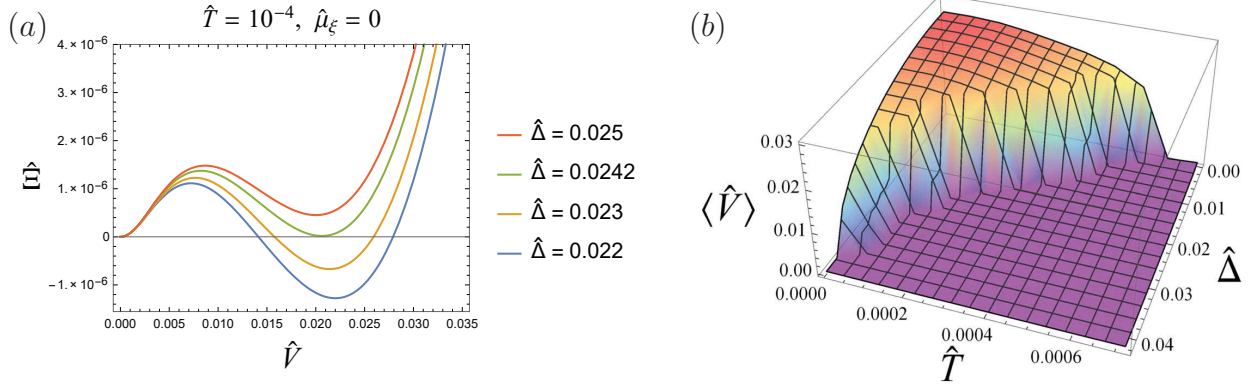 (a)
T̂ = 10⁻⁴, μ̂_ξ = 0
4. × 10⁻⁶
3. × 10⁻⁶
2. × 10⁻⁶
1. × 10⁻⁶
0
−1. × 10⁻⁶
Ξ̂
0.000 0.005 0.010 0.015 0.020 0.025 0.030 0.035
V̂
Δ̂ = 0.025
Δ̂ = 0.0242
Δ̂ = 0.023
Δ̂ = 0.022
(b)
0.03
0.02
0.01
0.00
⟨V̂⟩
0.0000
0.0002
0.0004
0.0006
T̂
0.00
0.01
0.02
0.03
0.04
Δ̂